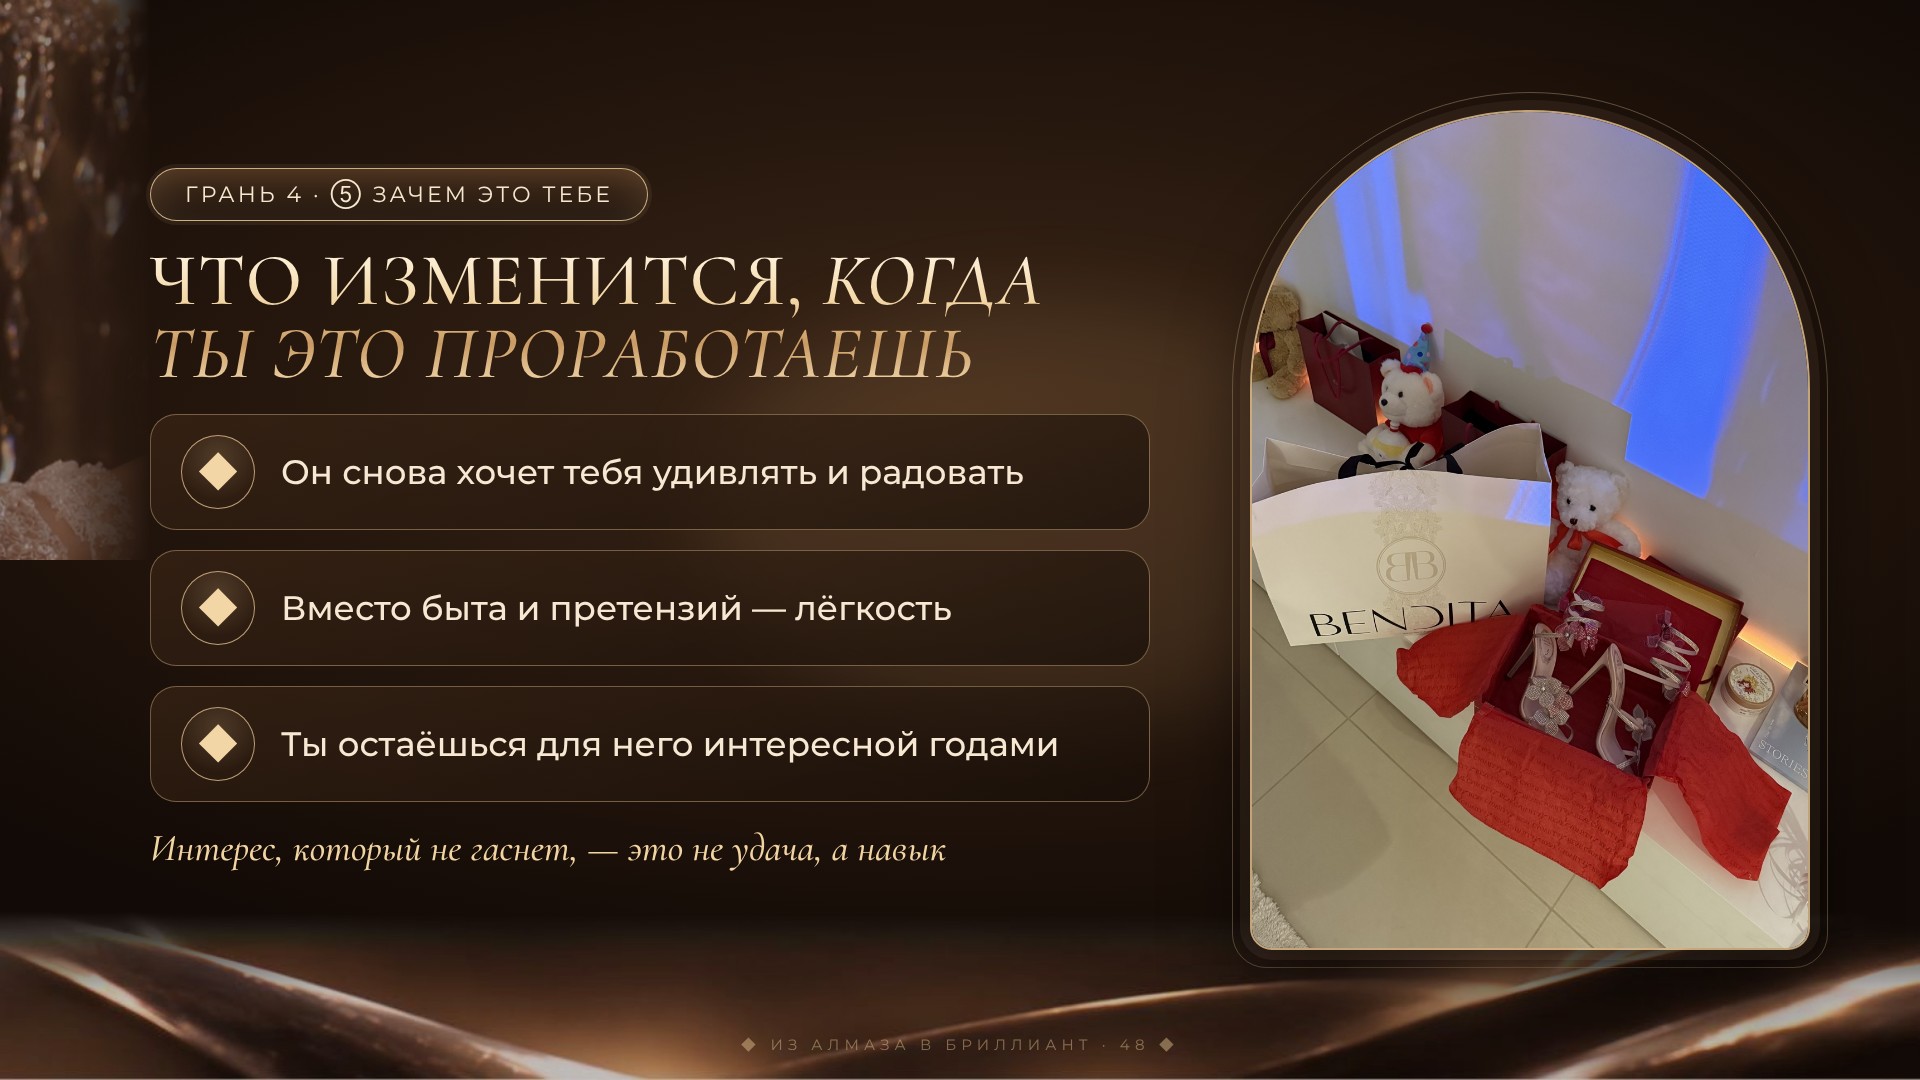 ГРАНЬ 4 · ⑤ ЗАЧЕМ ЭТО ТЕБЕ
ЧТО ИЗМЕНИТСЯ, КОГДА
ТЫ ЭТО ПРОРАБОТАЕШЬ
Он снова хочет тебя удивлять и радовать
Вместо быта и претензий — лёгкость
Ты остаёшься для него интересной годами
Интерес, который не гаснет, — это не удача, а навык
BENDITA
STORIES
ИЗ АЛМАЗА В БРИЛЛИАНТ · 48